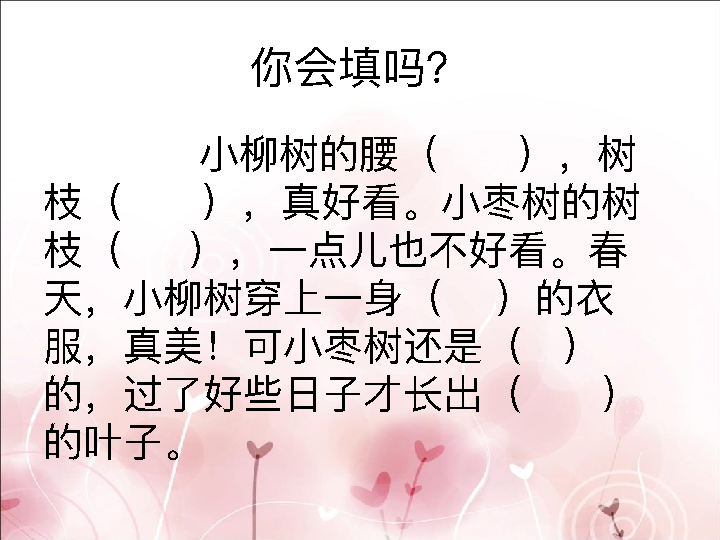 你会填吗?
小柳树的腰（　　），树
枝（　　），真好看。小枣树的树
枝（　　），一点儿也不好看。春
天，小柳树穿上一身（　）的衣
服，真美！可小枣树还是（　）
的，过了好些日子才长出（　　）
的叶子。